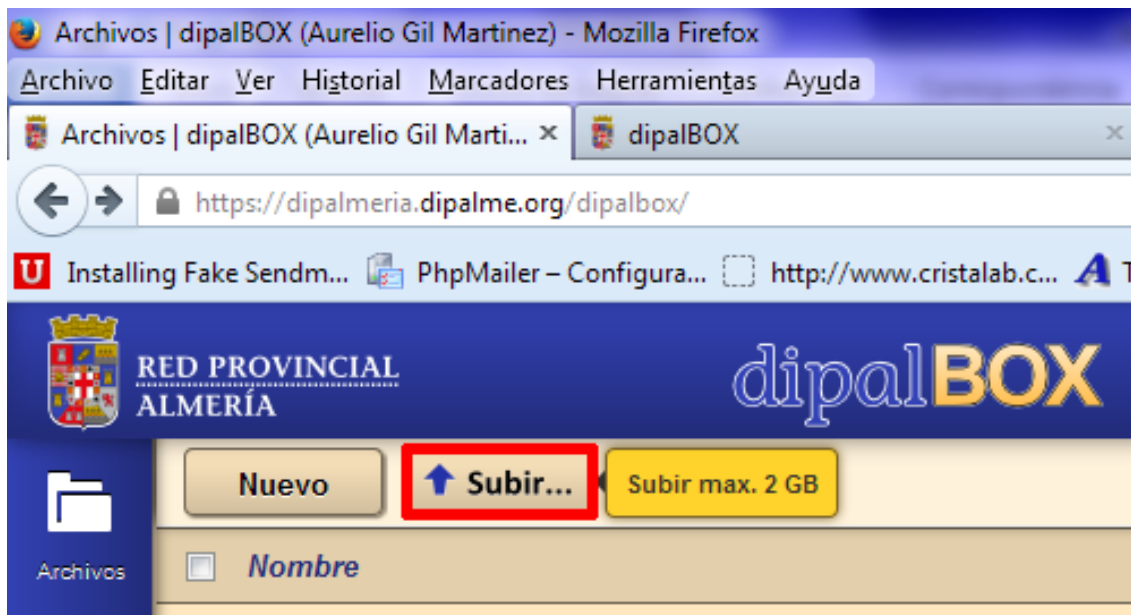 Archivos | dipalBOX (Aurelio Gil Martinez) - Mozilla Firefox
Archivo Editar Ver Historial Marcadores Herramientas Ayuda
Archivos | dipalBOX (Aurelio Gil Marti... × dipalBOX ×
https://dipalmeria.dipalme.org/dipalbox/
U Installing Fake Sendm... PhpMailer – Configura... http://www.cristalab.c... A T
RED PROVINCIAL
ALMERÍA
dipalBOX
Nuevo Subir... Subir max. 2 GB
Archivos Nombre